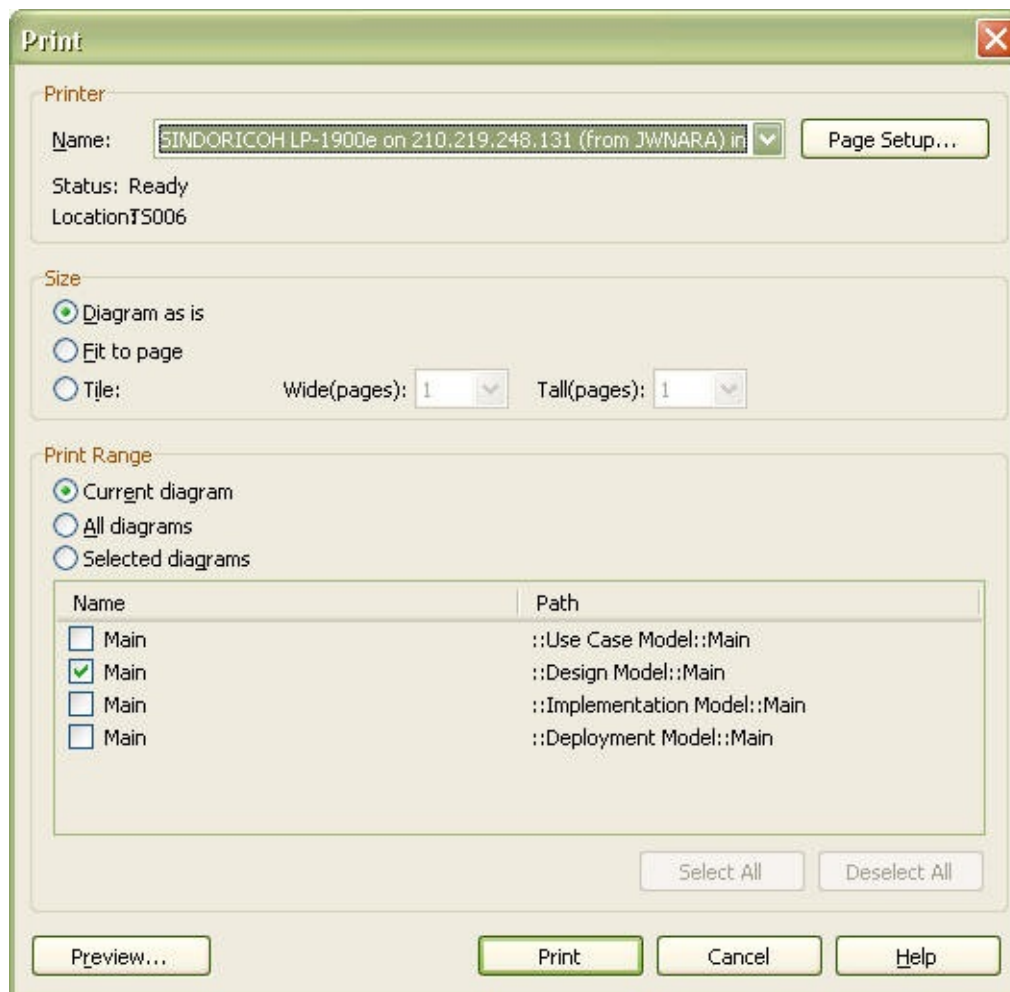 Print
Printer
Name: SINDORICOH LP-1900e on 210.219.248.131 (from JWNARA) in Page Setup...
Status: Ready
Location: TS006
Size
Diagram as is
Fit to page
Tile: Wide(pages): 1 Tall(pages): 1
Print Range
Current diagram
All diagrams
Selected diagrams
Name Path
Main ::Use Case Model::Main
Main ::Design Model::Main
Main ::Implementation Model::Main
Main ::Deployment Model::Main
Select All Deselect All
Preview... Print Cancel Help